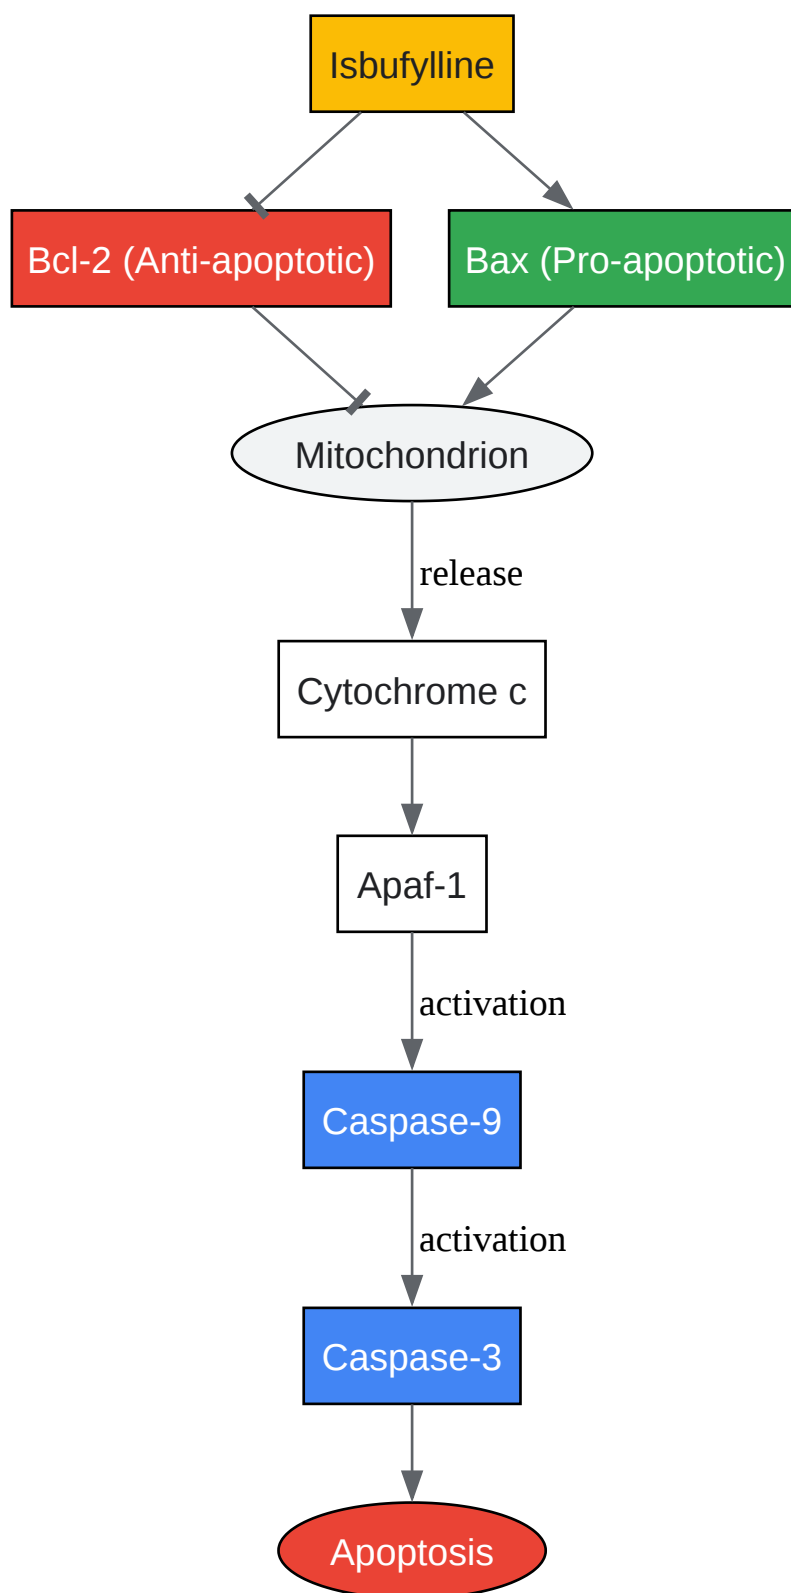 Isbufylline
Bcl-2 (Anti-apoptotic)
Bax (Pro-apoptotic)
Mitochondrion
release
Cytochrome c
Apaf-1
activation
Caspase-9
activation
Caspase-3
Apoptosis